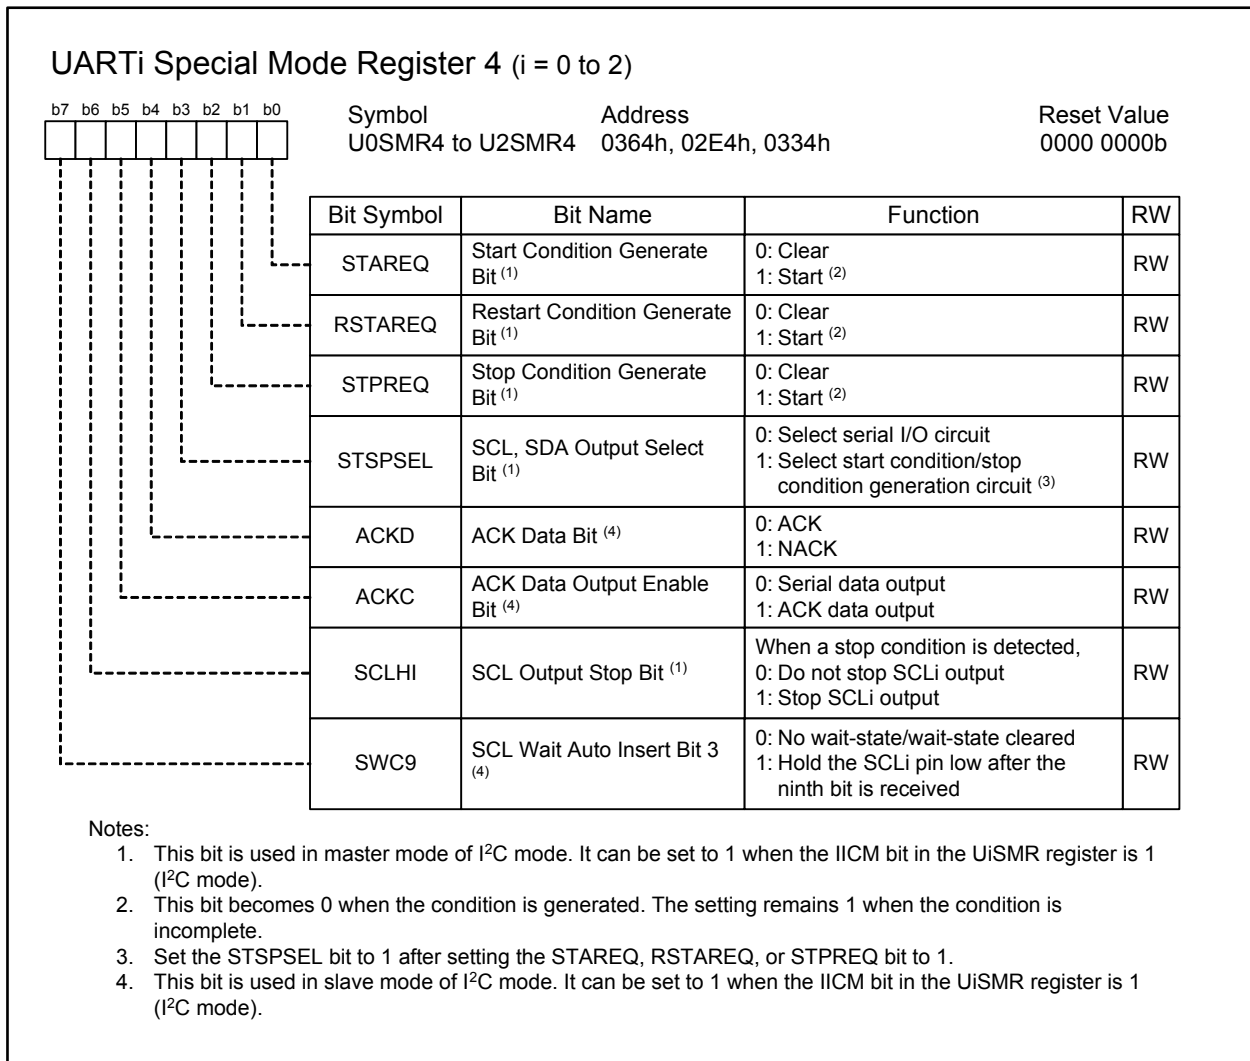 UARTi Special Mode Register 4 (i = 0 to 2)
b7 b6 b5 b4 b3 b2 b1 b0
Symbol Address Reset Value
U0SMR4 to U2SMR4 0364h, 02E4h, 0334h 0000 0000b
Bit Symbol Bit Name Function RW
STAREQ Start Condition Generate Bit (1) 0: Clear 1: Start (2) RW
RSTAREQ Restart Condition Generate Bit (1) 0: Clear 1: Start (2) RW
STPREQ Stop Condition Generate Bit (1) 0: Clear 1: Start (2) RW
STSPSEL SCL, SDA Output Select Bit (1) 0: Select serial I/O circuit 1: Select start condition/stop condition generation circuit (3) RW
ACKD ACK Data Bit (4) 0: ACK 1: NACK RW
ACKC ACK Data Output Enable Bit (4) 0: Serial data output 1: ACK data output RW
SCLHI SCL Output Stop Bit (1) When a stop condition is detected, 0: Do not stop SCLi output 1: Stop SCLi output RW
SWC9 SCL Wait Auto Insert Bit 3 (4) 0: No wait-state/wait-state cleared 1: Hold the SCLi pin low after the ninth bit is received RW
Notes:
1. This bit is used in master mode of I²C mode. It can be set to 1 when the IICM bit in the UiSMR register is 1
(I²C mode).
2. This bit becomes 0 when the condition is generated. The setting remains 1 when the condition is
incomplete.
3. Set the STSPSEL bit to 1 after setting the STAREQ, RSTAREQ, or STPREQ bit to 1.
4. This bit is used in slave mode of I²C mode. It can be set to 1 when the IICM bit in the UiSMR register is 1
(I²C mode).